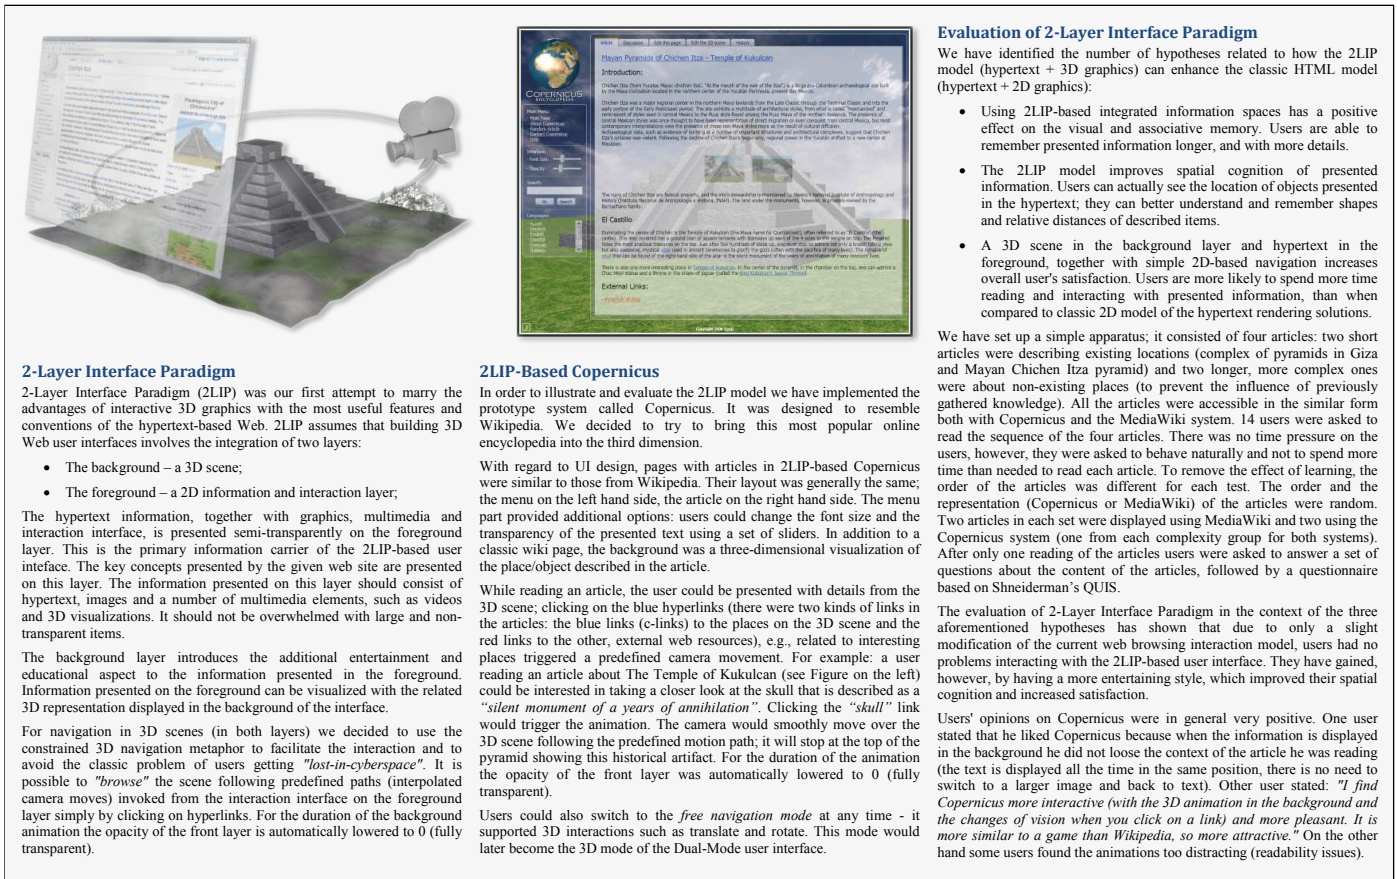 2-Layer Interface Paradigm
2-Layer Interface Paradigm (2LIP) was our first attempt to marry the
advantages of interactive 3D graphics with the most useful features and
conventions of the hypertext-based Web. 2LIP assumes that building 3D
Web user interfaces involves the integration of two layers:
• The background – a 3D scene;
• The foreground – a 2D information and interaction layer;
The hypertext information, together with graphics, multimedia and
interaction interface, is presented semi-transparently on the foreground
layer. This is the primary information carrier of the 2LIP-based user
inteface. The key concepts presented by the given web site are presented
on this layer. The information presented on this layer should consist of
hypertext, images and a number of multimedia elements, such as videos
and 3D visualizations. It should not be overwhelmed with large and non-
transparent items.
The background layer introduces the additional entertainment and
educational aspect to the information presented in the foreground.
Information presented on the foreground can be visualized with the related
3D representation displayed in the background of the interface.
For navigation in 3D scenes (in both layers) we decided to use the
constrained 3D navigation metaphor to facilitate the interaction and to
avoid the classic problem of users getting "lost-in-cyberspace". It is
possible to "browse" the scene following predefined paths (interpolated
camera moves) invoked from the interaction interface on the foreground
layer simply by clicking on hyperlinks. For the duration of the background
animation the opacity of the front layer is automatically lowered to 0 (fully
transparent).
Article Discussion Edit this page Edit the 3D scene History
COPERNICUS
ENCYCLOPEDIA
Mayan Pyramids of Chichen Itza - Temple of Kukulcan
Introduction:
El Castillo
External Links:
2LIP-Based Copernicus
In order to illustrate and evaluate the 2LIP model we have implemented the
prototype system called Copernicus. It was designed to resemble
Wikipedia. We decided to try to bring this most popular online
encyclopedia into the third dimension.
With regard to UI design, pages with articles in 2LIP-based Copernicus
were similar to those from Wikipedia. Their layout was generally the same;
the menu on the left hand side, the article on the right hand side. The menu
part provided additional options: users could change the font size and the
transparency of the presented text using a set of sliders. In addition to a
classic wiki page, the background was a three-dimensional visualization of
the place/object described in the article.
While reading an article, the user could be presented with details from the
3D scene; clicking on the blue hyperlinks (there were two kinds of links in
the articles: the blue links (c-links) to the places on the 3D scene and the
red links to the other, external web resources), e.g., related to interesting
places triggered a predefined camera movement. For example: a user
reading an article about The Temple of Kukulcan (see Figure on the left)
could be interested in taking a closer look at the skull that is described as a
“silent monument of a years of annihilation”. Clicking the “skull” link
would trigger the animation. The camera would smoothly move over the
3D scene following the predefined motion path; it will stop at the top of the
pyramid showing this historical artifact. For the duration of the animation
the opacity of the front layer was automatically lowered to 0 (fully
transparent).
Users could also switch to the free navigation mode at any time - it
supported 3D interactions such as translate and rotate. This mode would
later become the 3D mode of the Dual-Mode user interface.
Evaluation of 2-Layer Interface Paradigm
We have identified the number of hypotheses related to how the 2LIP
model (hypertext + 3D graphics) can enhance the classic HTML model
(hypertext + 2D graphics):
• Using 2LIP-based integrated information spaces has a positive
effect on the visual and associative memory. Users are able to
remember presented information longer, and with more details.
• The 2LIP model improves spatial cognition of presented
information. Users can actually see the location of objects presented
in the hypertext; they can better understand and remember shapes
and relative distances of described items.
• A 3D scene in the background layer and hypertext in the
foreground, together with simple 2D-based navigation increases
overall user's satisfaction. Users are more likely to spend more time
reading and interacting with presented information, than when
compared to classic 2D model of the hypertext rendering solutions.
We have set up a simple apparatus; it consisted of four articles: two short
articles were describing existing locations (complex of pyramids in Giza
and Mayan Chichen Itza pyramid) and two longer, more complex ones
were about non-existing places (to prevent the influence of previously
gathered knowledge). All the articles were accessible in the similar form
both with Copernicus and the MediaWiki system. 14 users were asked to
read the sequence of the four articles. There was no time pressure on the
users, however, they were asked to behave naturally and not to spend more
time than needed to read each article. To remove the effect of learning, the
order of the articles was different for each test. The order and the
representation (Copernicus or MediaWiki) of the articles were random.
Two articles in each set were displayed using MediaWiki and two using the
Copernicus system (one from each complexity group for both systems).
After only one reading of the articles users were asked to answer a set of
questions about the content of the articles, followed by a questionnaire
based on Shneiderman’s QUIS.
The evaluation of 2-Layer Interface Paradigm in the context of the three
aforementioned hypotheses has shown that due to only a slight
modification of the current web browsing interaction model, users had no
problems interacting with the 2LIP-based user interface. They have gained,
however, by having a more entertaining style, which improved their spatial
cognition and increased satisfaction.
Users' opinions on Copernicus were in general very positive. One user
stated that he liked Copernicus because when the information is displayed
in the background he did not loose the context of the article he was reading
(the text is displayed all the time in the same position, there is no need to
switch to a larger image and back to text). Other user stated: "I find
Copernicus more interactive (with the 3D animation in the background and
the changes of vision when you click on a link) and more pleasant. It is
more similar to a game than Wikipedia, so more attractive." On the other
hand some users found the animations too distracting (readability issues).